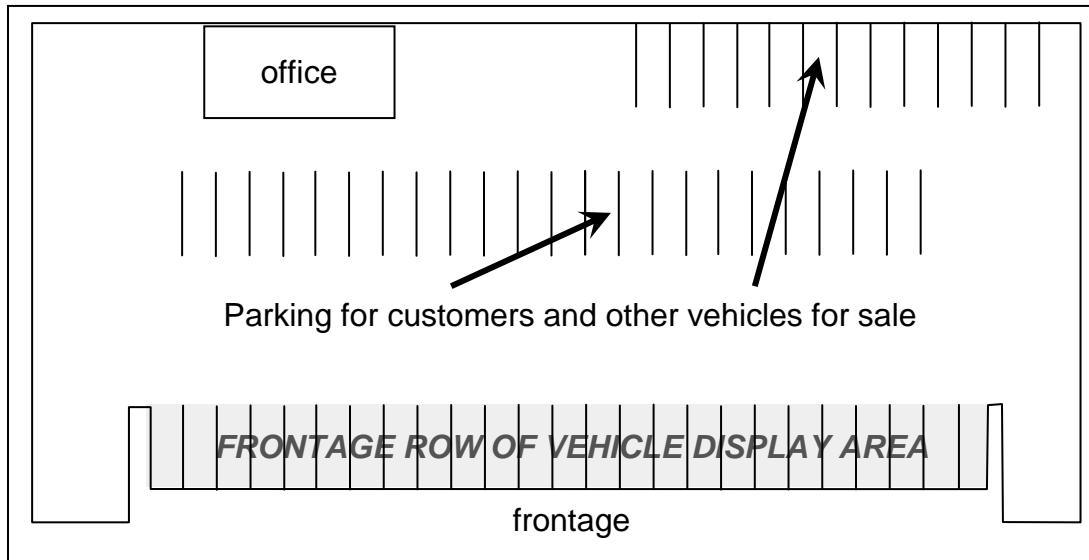 office
Parking for customers and other vehicles for sale
FRONTAGE ROW OF VEHICLE DISPLAY AREA
frontage